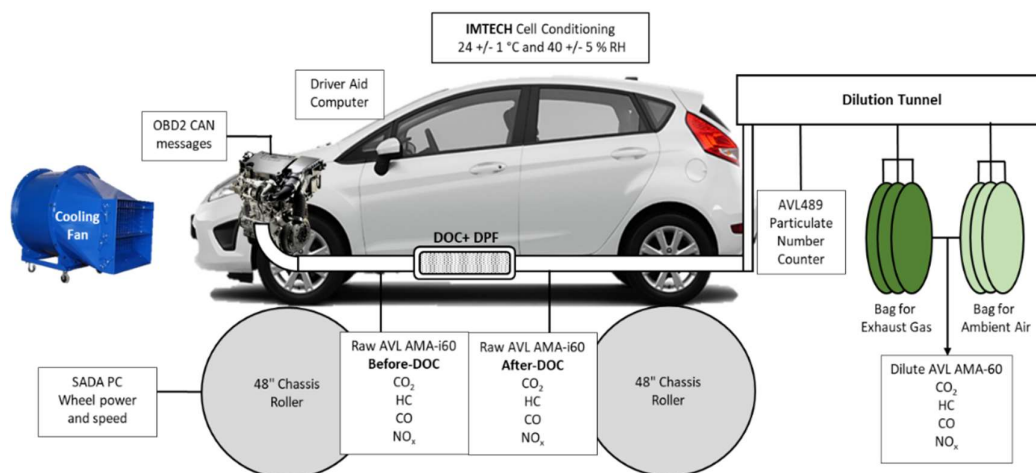 IMTECH Cell Conditioning
24 +/- 1 °C and 40 +/- 5 % RH
Driver Aid
Computer
OBD2 CAN
messages
Cooling
Fan
DOC+ DPF
Dilution Tunnel
AVL489
Particulate
Number
Counter
Bag for
Exhaust Gas
Bag for
Ambient Air
SADA PC
Wheel power
and speed
48" Chassis
Roller
Raw AVL AMA-i60
Before-DOC
CO₂
HC
CO
NOₓ
Raw AVL AMA-i60
After-DOC
CO₂
HC
CO
NOₓ
48" Chassis
Roller
Dilute AVL AMA-60
CO₂
HC
CO
NOₓ